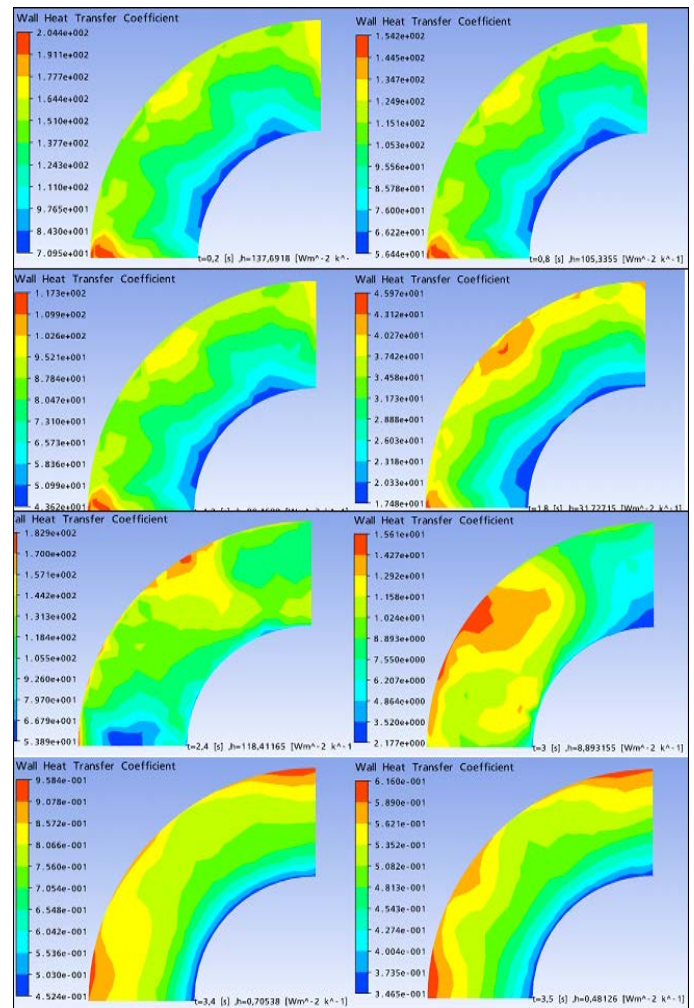 Wall Heat Transfer Coefficient
2.044e+002
1.911e+002
1.777e+002
1.644e+002
1.510e+002
1.377e+002
1.243e+002
1.110e+002
9.765e+001
8.430e+001
7.095e+001
t=0,2 [s] ,h=137,6918 [Wm^-2 k^-
Wall Heat Transfer Coefficient
1.542e+002
1.445e+002
1.347e+002
1.249e+002
1.151e+002
1.054e+002
9.556e+001
8.578e+001
7.600e+001
6.622e+001
5.644e+001
t=0,8 [s] ,h=105,3355 [Wm^-2 k^-1]
Wall Heat Transfer Coefficient
1.173e+002
1.099e+002
1.026e+002
9.521e+001
8.784e+001
8.047e+001
7.310e+001
6.573e+001
5.836e+001
5.099e+001
4.362e+001
[Wm^-2 k^-1]
Wall Heat Transfer Coefficient
4.597e+001
4.312e+001
4.027e+001
3.742e+001
3.458e+001
3.173e+001
2.888e+001
2.603e+001
2.318e+001
2.033e+001
1.748e+001
t=1,8 [s] ,h=31,72715 [Wm^-2 k^-1]
all Heat Transfer Coefficient
1.829e+002
1.700e+002
1.571e+002
1.442e+002
1.313e+002
1.184e+002
1.055e+002
9.260e+001
7.970e+001
6.679e+001
5.389e+001
t=2,4 [s] ,h=118,41165 [Wm^-2 k^-1
Wall Heat Transfer Coefficient
1.561e+001
1.427e+001
1.292e+001
1.158e+001
1.024e+001
8.893e+000
7.550e+000
6.207e+000
4.864e+000
3.520e+000
2.177e+000
t=3 [s] ,h=8,893155 [Wm^-2 k^-1]
Wall Heat Transfer Coefficient
9.584e-001
9.078e-001
8.572e-001
8.066e-001
7.560e-001
7.054e-001
6.548e-001
6.042e-001
5.536e-001
5.030e-001
4.524e-001
t=3,4 [s] ,h=0,70538 [Wm^-2 k^-1]
Wall Heat Transfer Coefficient
6.160e-001
5.890e-001
5.621e-001
5.352e-001
5.082e-001
4.813e-001
4.543e-001
4.274e-001
4.004e-001
3.735e-001
3.465e-001
t=3,5 [s] ,h=0,48126 [Wm^-2 k^-1]